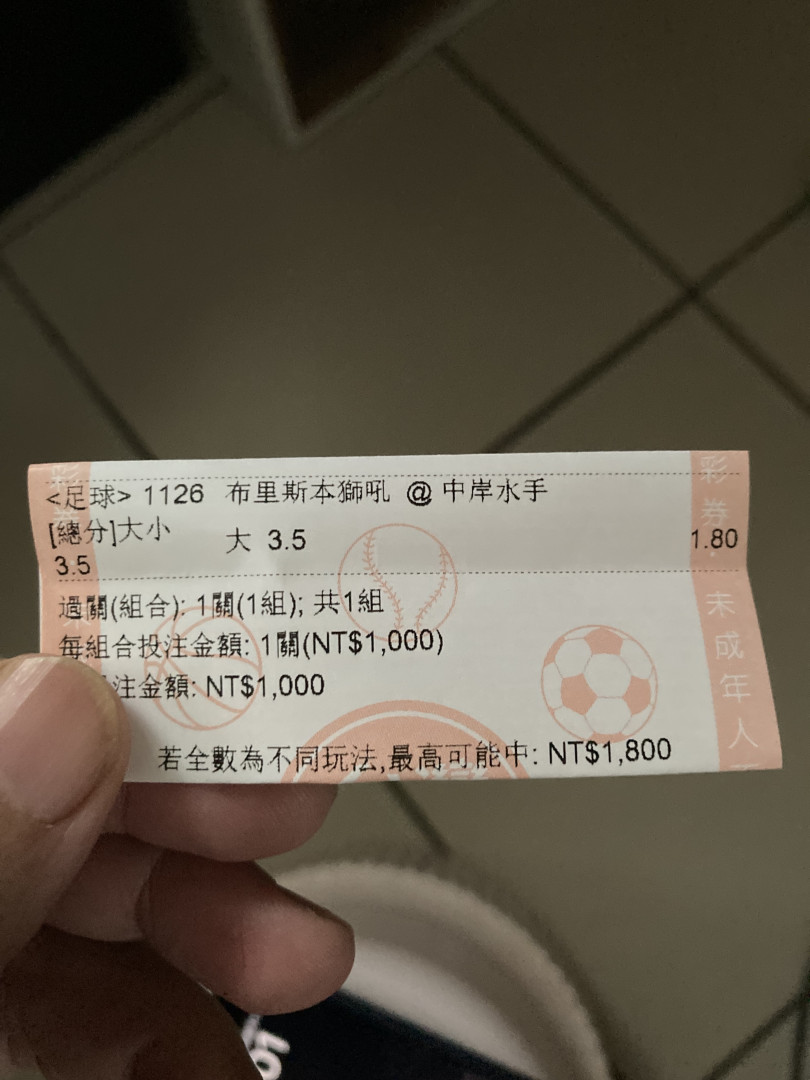 <足球> 1126 布里斯本獅吼 @ 中岸水手
[總分]大小 大 3.5 1.80
3.5
過關(組合): 1關(1組); 共1組
每組合投注金額: 1關(NT$1,000)
注金額: NT$1,000
若全數為不同玩法,最高可能中: NT$1,800
彩券
未成年人
01